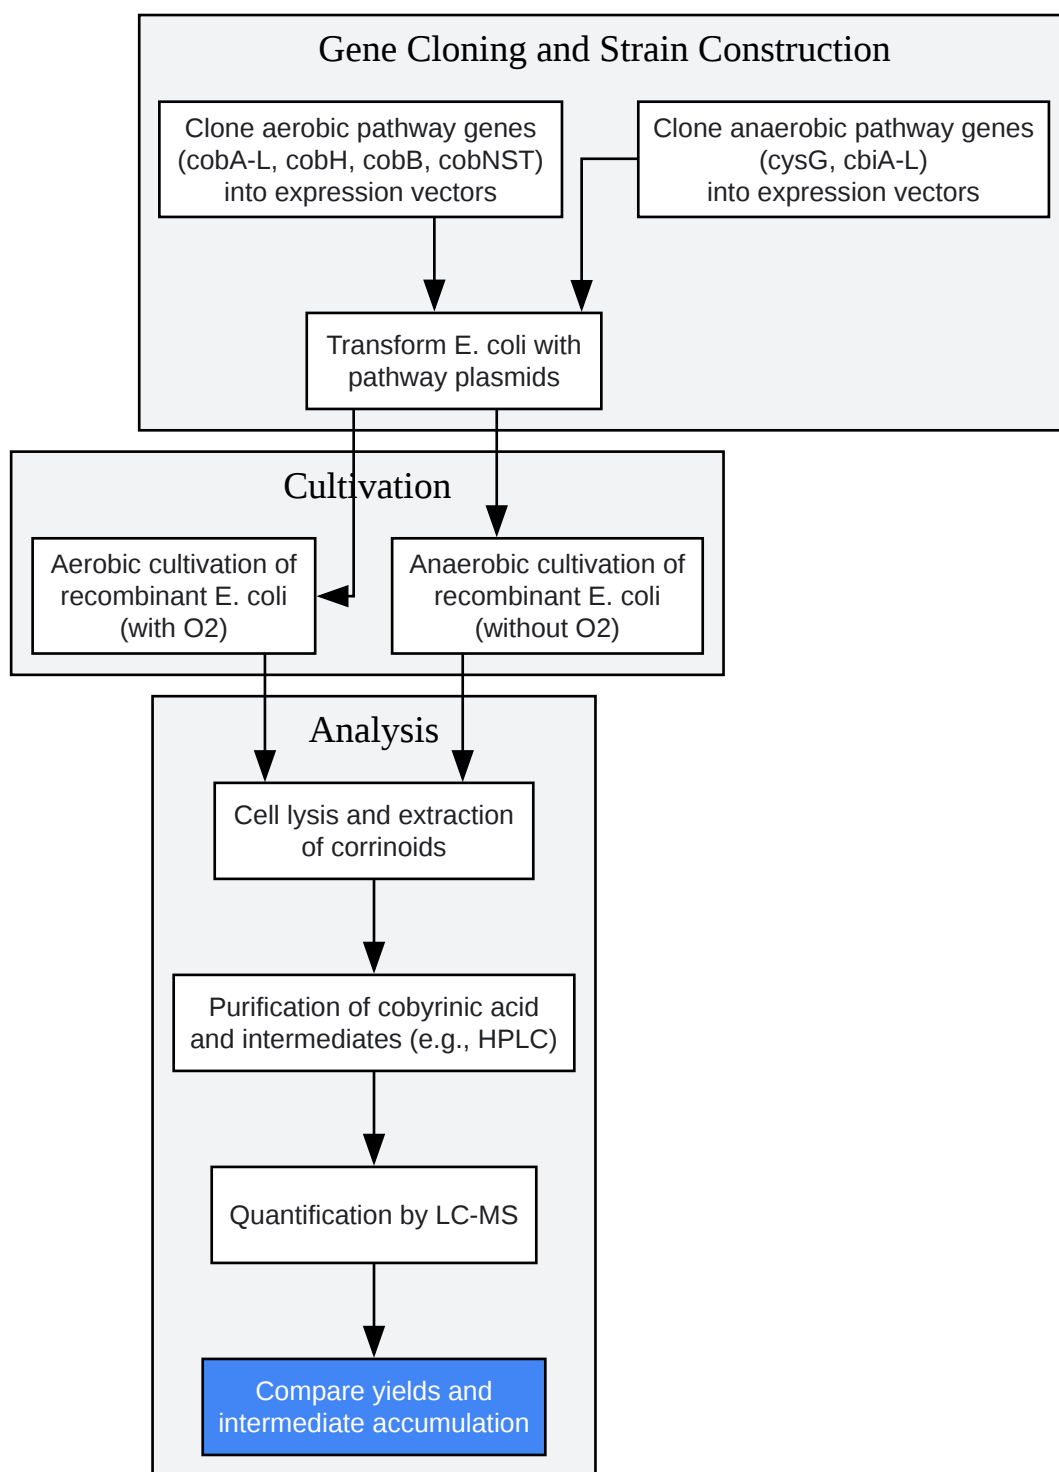 Gene Cloning and Strain Construction
Clone aerobic pathway genes
(cobA-L, cobH, cobB, cobNST)
into expression vectors
Clone anaerobic pathway genes
(cysG, cbiA-L)
into expression vectors
Transform E. coli with
pathway plasmids
Cultivation
Aerobic cultivation of
recombinant E. coli
(with O2)
Anaerobic cultivation of
recombinant E. coli
(without O2)
Analysis
Cell lysis and extraction
of corrinoids
Purification of cobyrinic acid
and intermediates (e.g., HPLC)
Quantification by LC-MS
Compare yields and
intermediate accumulation